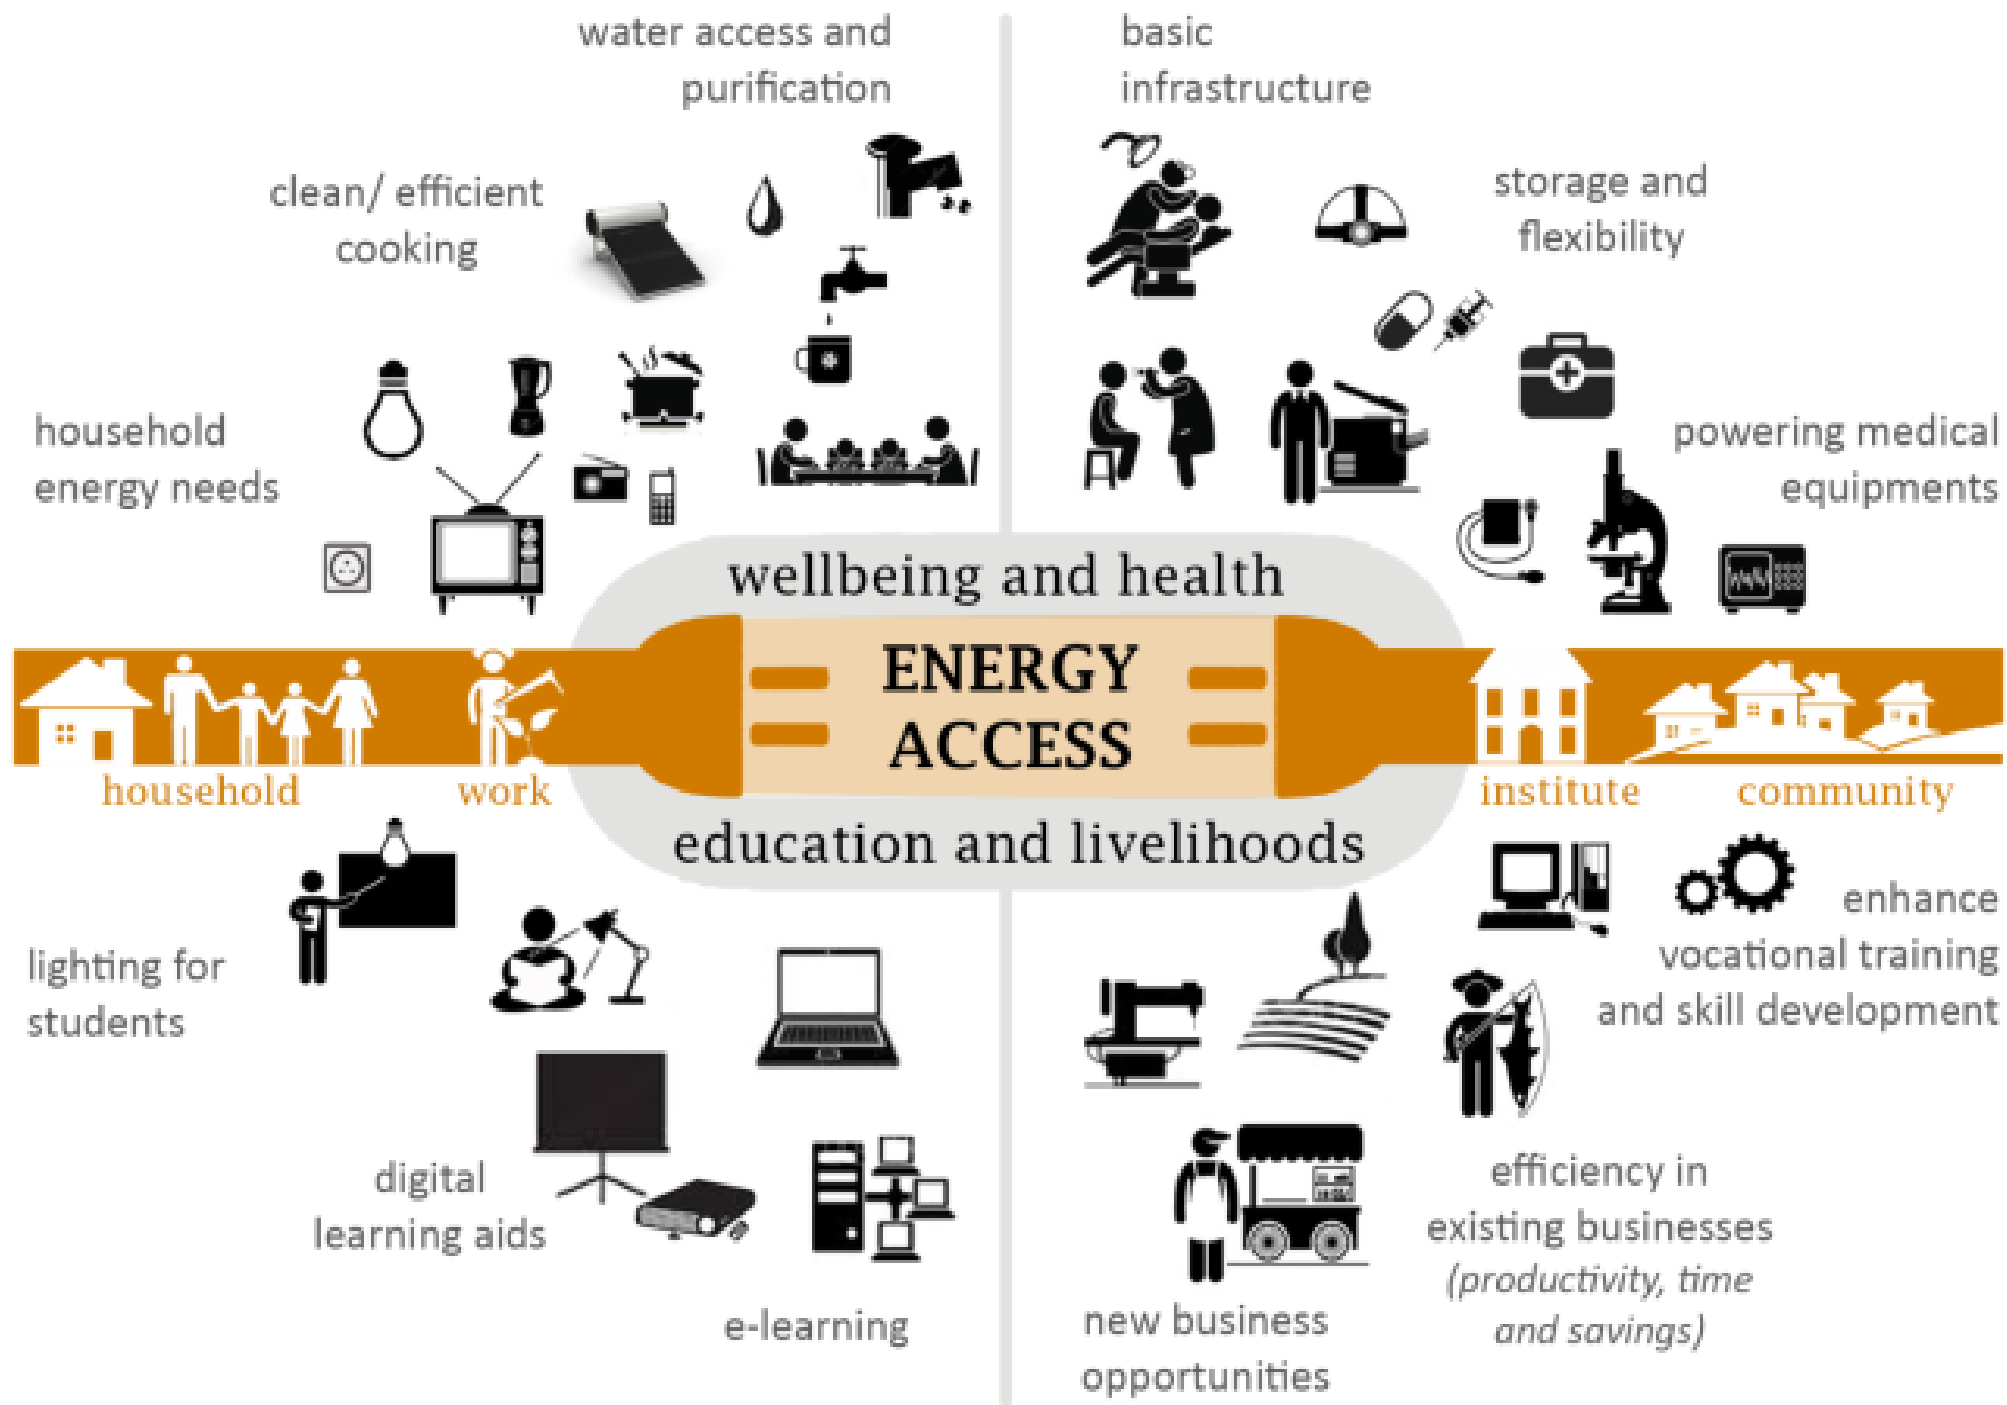 water access and
purification
basic
infrastructure
clean/ efficient
cooking
storage and
flexibility
household
energy needs
powering medical
equipments
wellbeing and health
ENERGY
ACCESS
household
work
institute
community
education and livelihoods
lighting for
students
enhance
vocational training
and skill development
digital
learning aids
efficiency in
existing businesses
(productivity, time
and savings)
e-learning
new business
opportunities